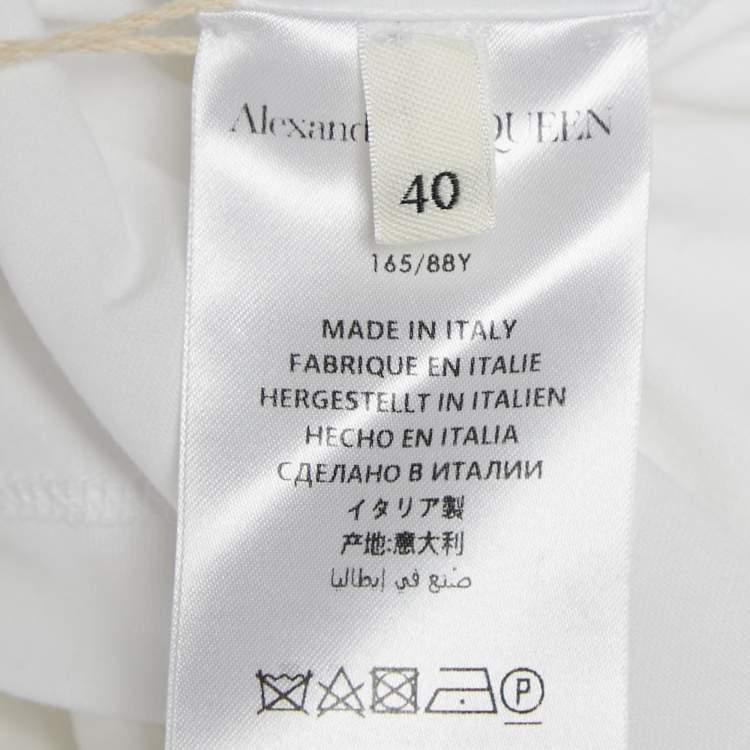 Alexand QUEEN
40
165/88Y
MADE IN ITALY
FABRIQUE EN ITALIE
HERGESTELLT IN ITALIEN
HECHO EN ITALIA
СДЕЛАНО В ИТАЛИИ
イタリア製
产地:意大利
صنع في إيطاليا
P